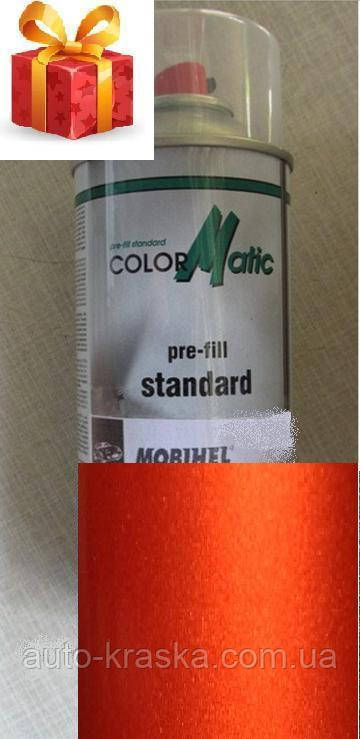 pre-fill standard
COLORMatic
pre-fill
standard
MOBIHEL
auto-kraska.com.ua